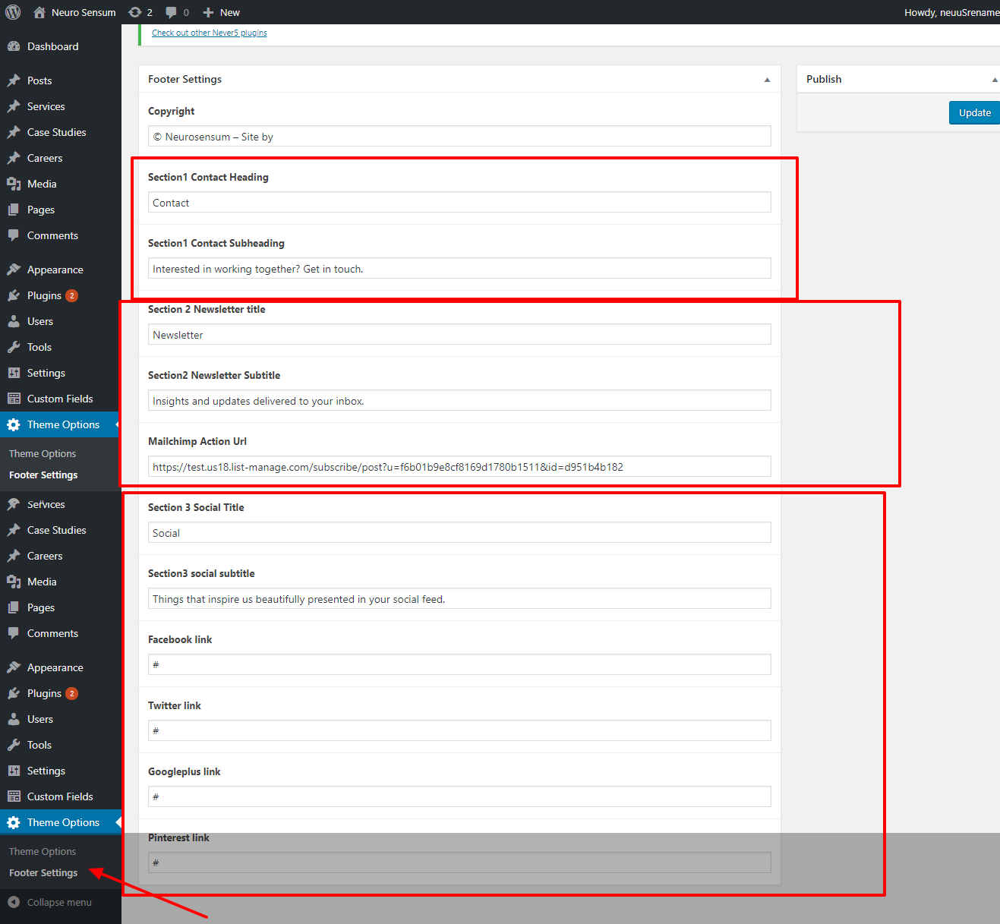 Neuro Sensum 2 0 New Howdy, neuuSrename
Check out other Never5 plugins
Dashboard
Posts
Services
Case Studies
Careers
Media
Pages
Comments
Appearance
Plugins 2
Users
Tools
Settings
Custom Fields
Theme Options
Theme Options
Footer Settings
Services
Case Studies
Careers
Media
Pages
Comments
Appearance
Plugins 2
Users
Tools
Settings
Custom Fields
Theme Options
Theme Options
Footer Settings
Collapse menu
Footer Settings
Copyright
© Neurosensum – Site by
Section1 Contact Heading
Contact
Section1 Contact Subheading
Interested in working together? Get in touch.
Section 2 Newsletter title
Newsletter
Section2 Newsletter Subtitle
Insights and updates delivered to your inbox.
Mailchimp Action Url
https://test.us18.list-manage.com/subscribe/post?u=f6b01b9e8cf8169d1780b1511&id=d951b4b182
Section 3 Social Title
Social
Section3 social subtitle
Things that inspire us beautifully presented in your social feed.
Facebook link
#
Twitter link
#
Googleplus link
#
Pinterest link
#
Publish
Update